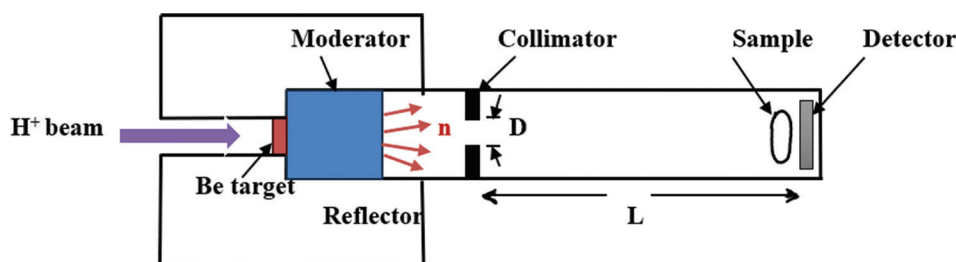 Moderator
Collimator
Sample
Detector
H+ beam
n
D
Be target
Reflector
L